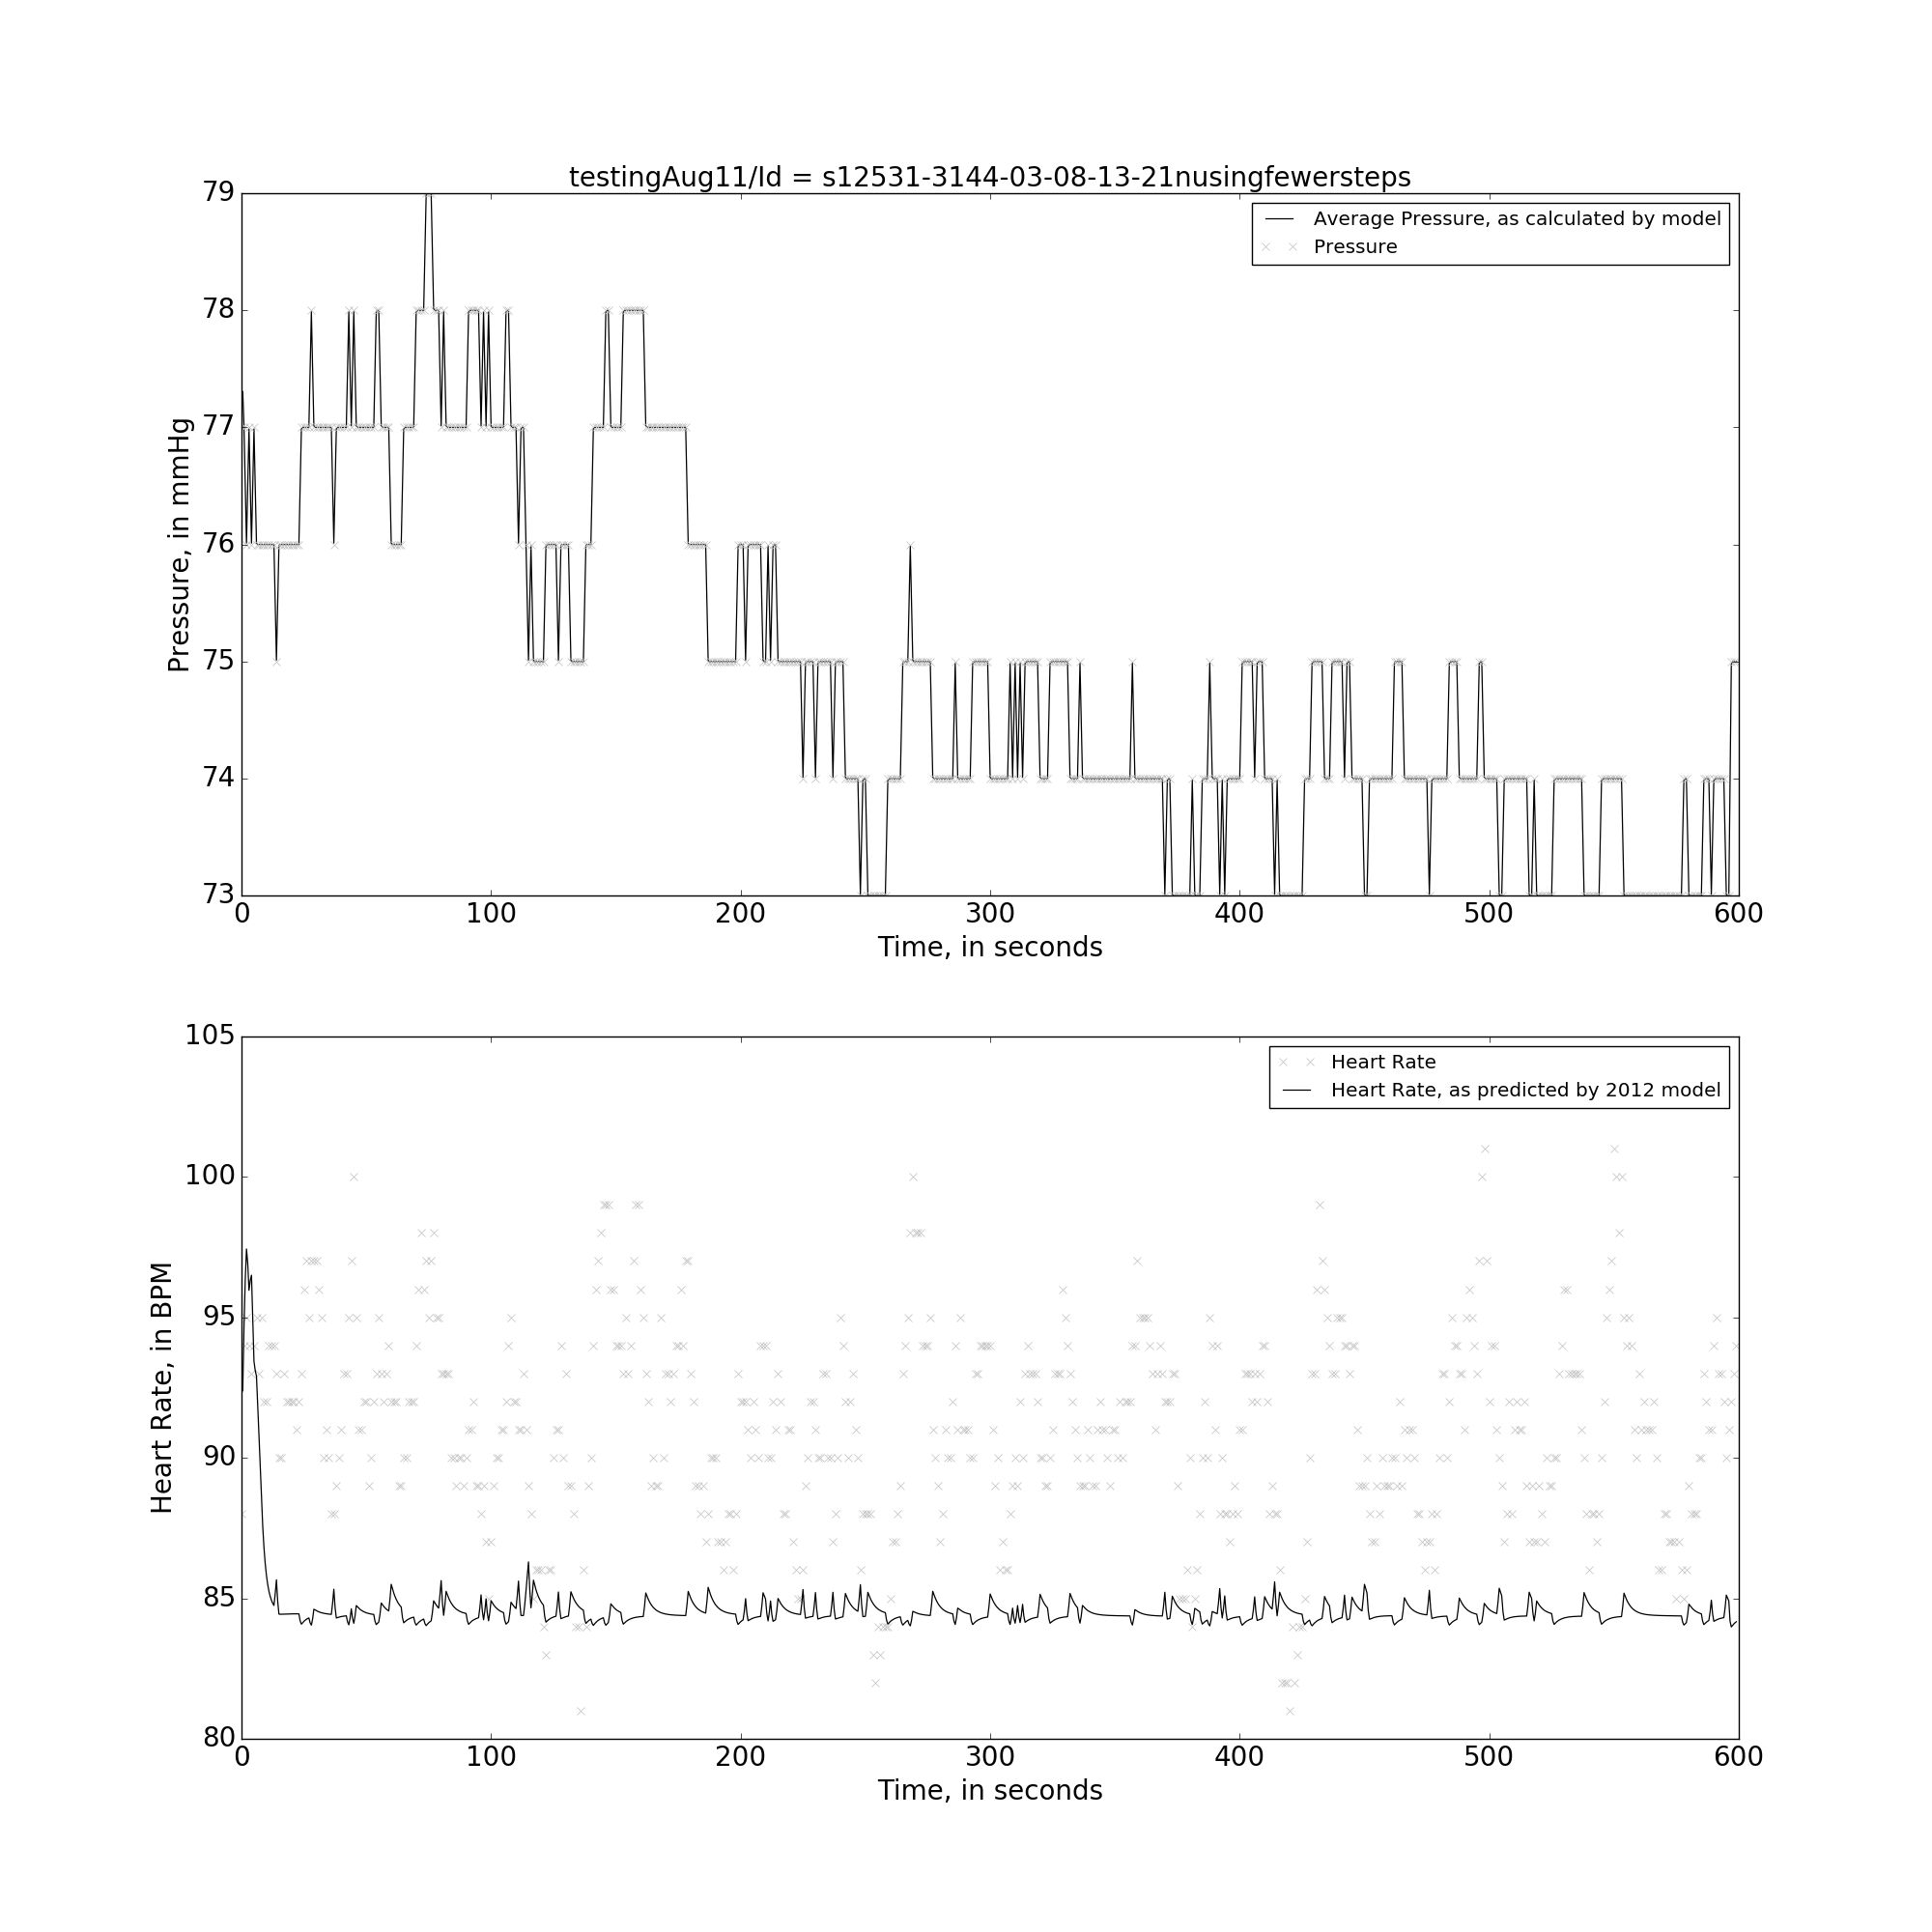 testingAug11/Id = s12531-3144-03-08-13-21nusingfewersteps
79
78
77
76
75
74
73
Pressure, in mmHg
Average Pressure, as calculated by model
Pressure
0 100 200 300 400 500 600
Time, in seconds
105
100
95
90
85
80
Heart Rate, in BPM
Heart Rate
Heart Rate, as predicted by 2012 model
0 100 200 300 400 500 600
Time, in seconds